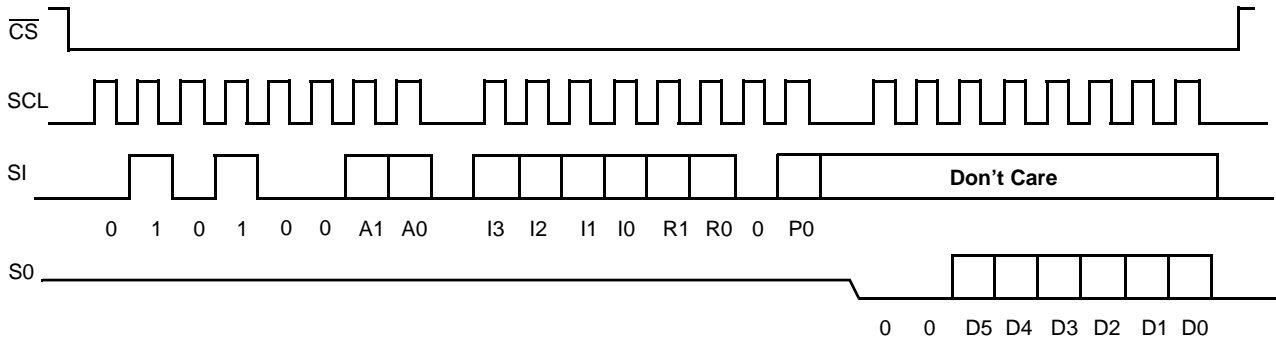 CS
SCL
SI
Don't Care
0 1 0 1 0 0 A1 A0 I3 I2 I1 I0 R1 R0 0 P0
S0
0 0 D5 D4 D3 D2 D1 D0